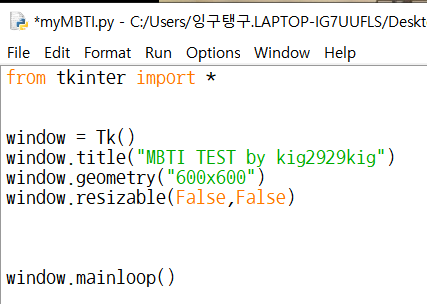 *myMBTI.py - C:/Users/잉구탱구.LAPTOP-IG7UUFLS/Deskto
File Edit Format Run Options Window Help
from tkinter import *
window = Tk()
window.title("MBTI TEST by kig2929kig")
window.geometry("600x600")
window.resizable(False,False)
window.mainloop()